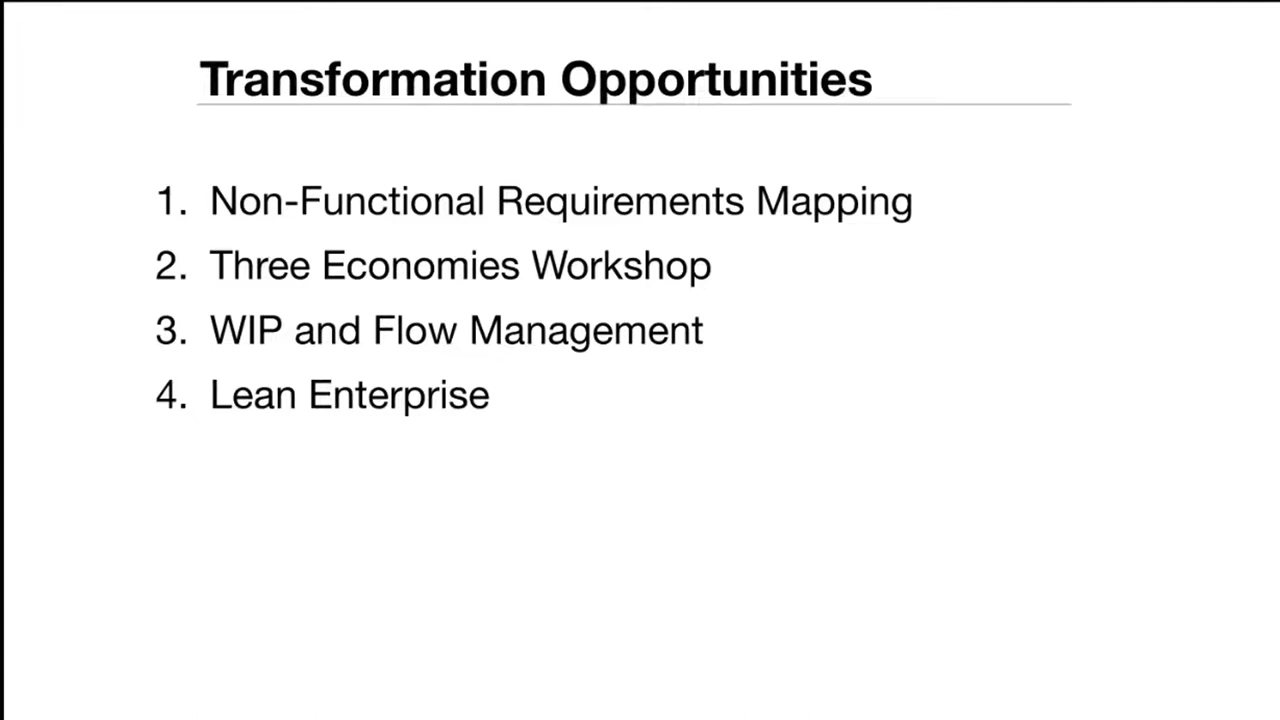 Transformation Opportunities
1. Non-Functional Requirements Mapping
2. Three Economies Workshop
3. WIP and Flow Management
4. Lean Enterprise